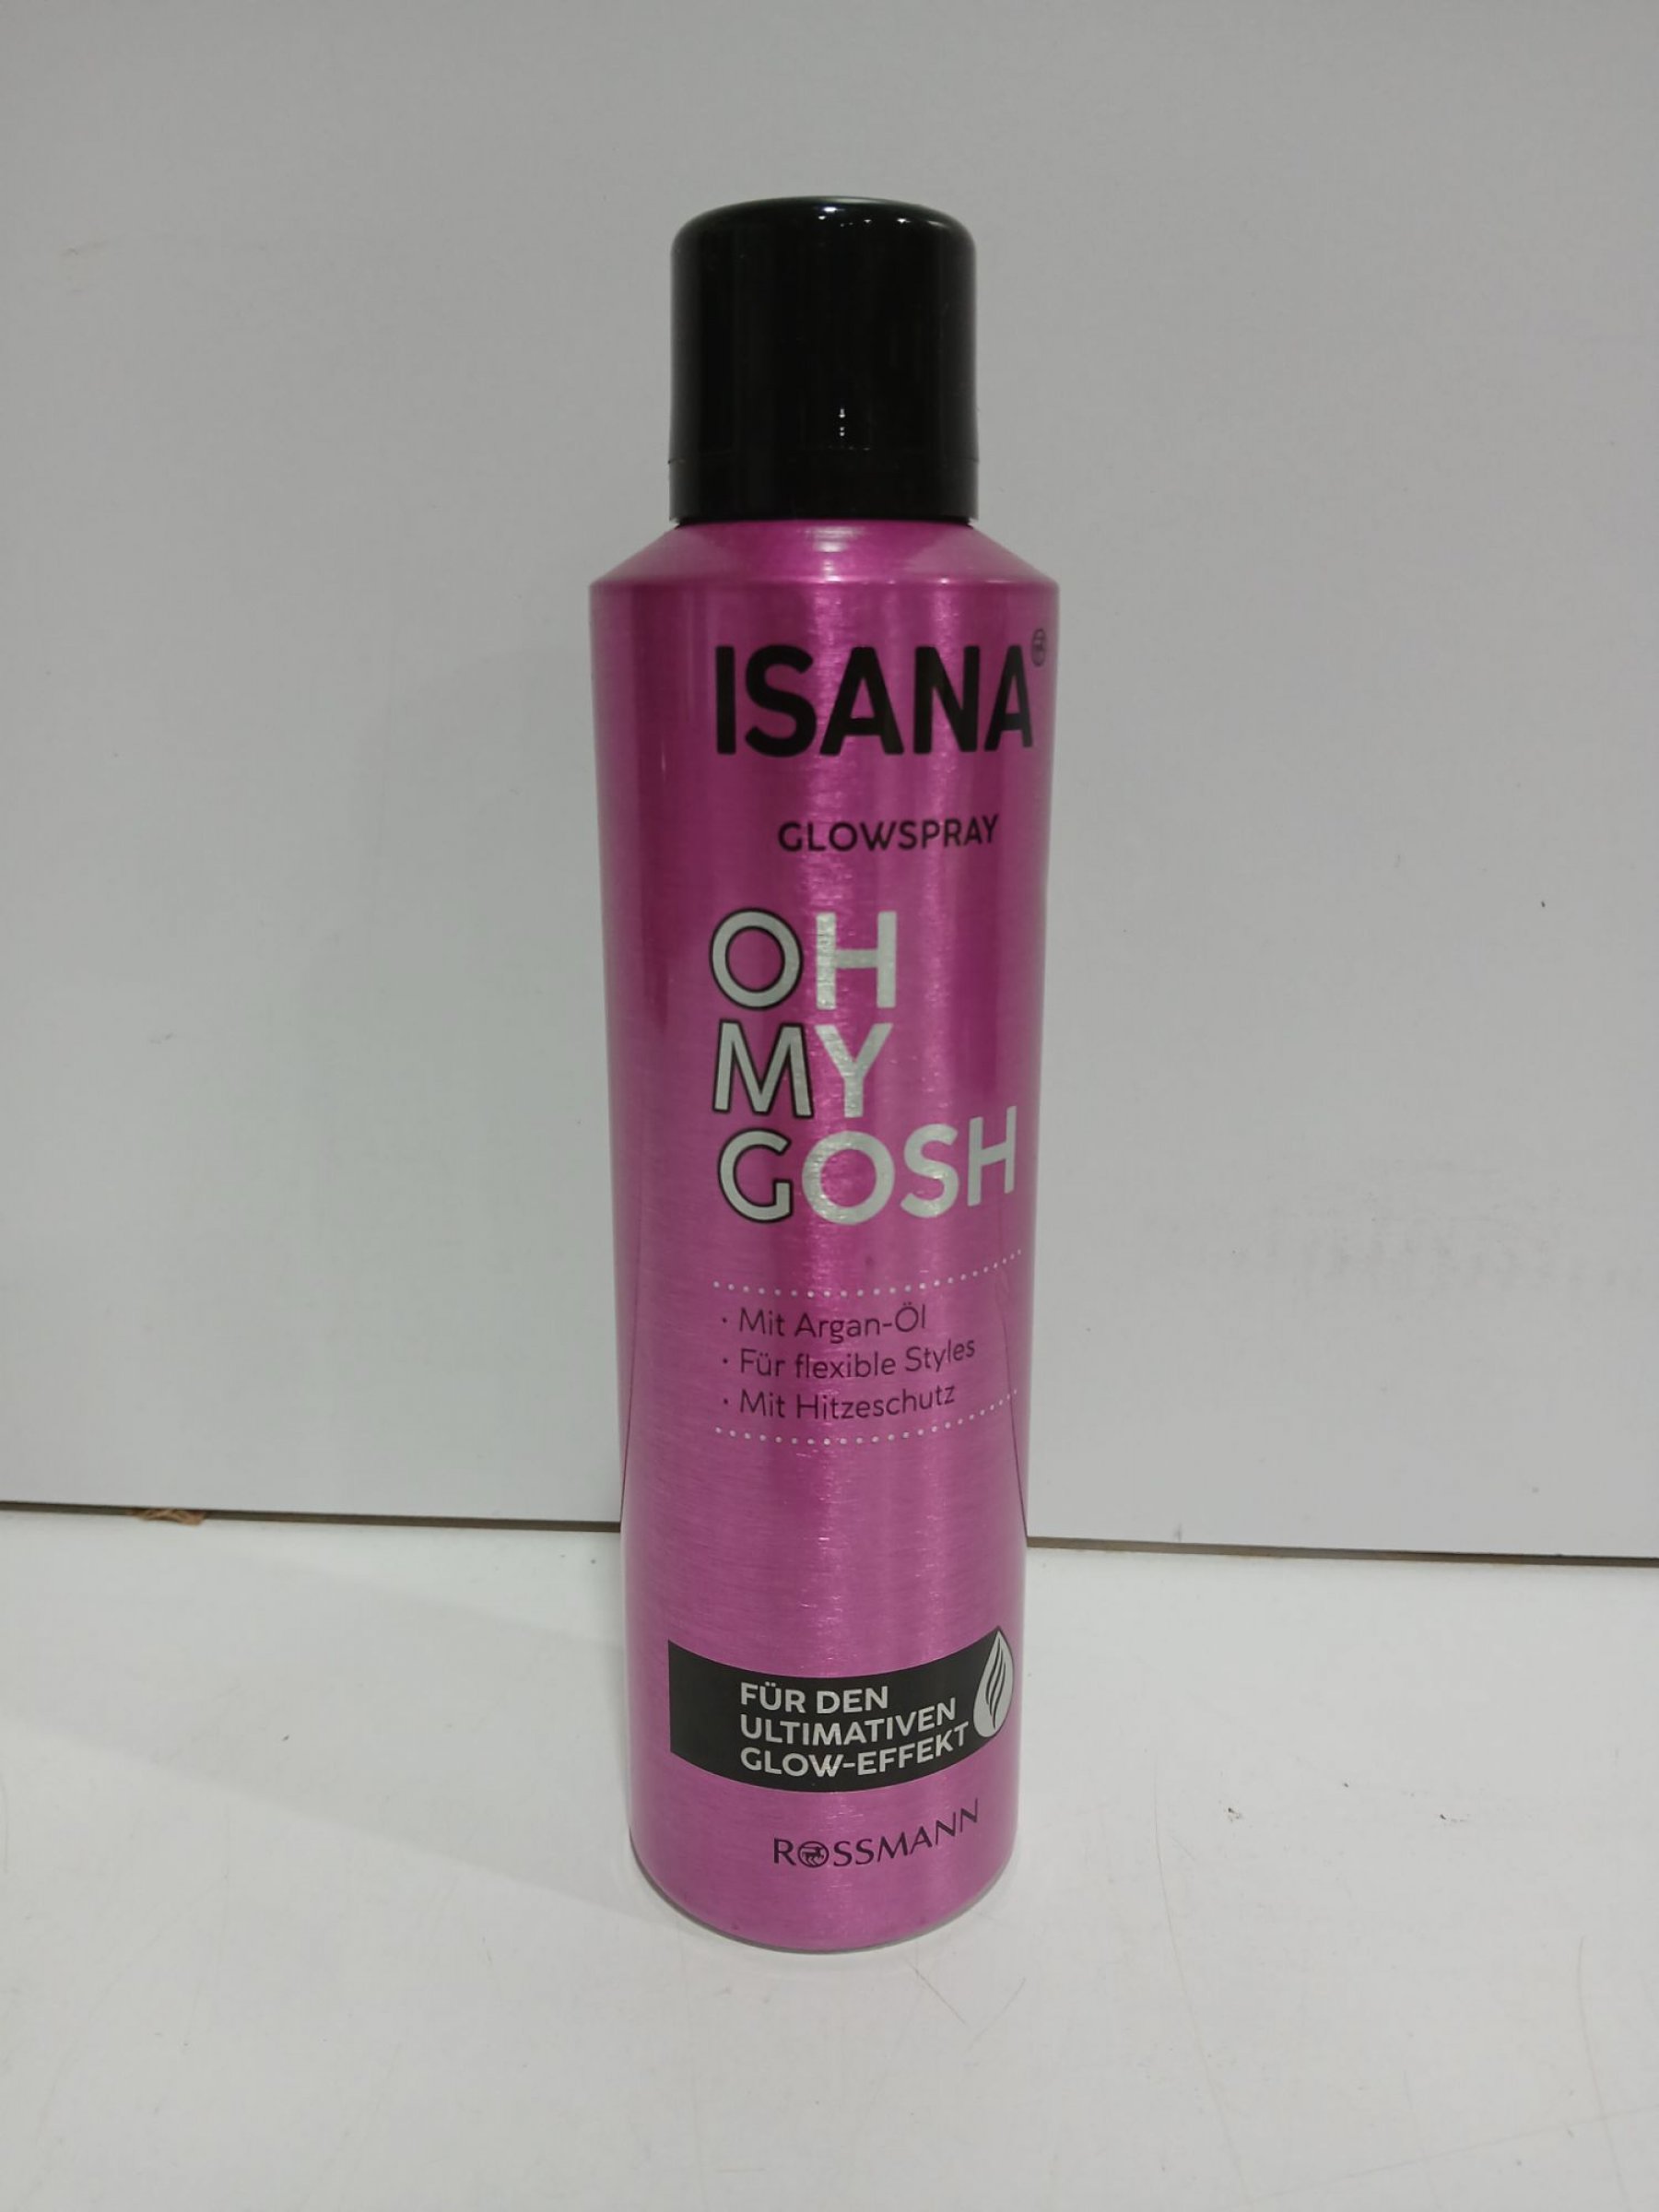 ISANA
GLOWSPRAY
OH
MY
GOSH
· Mit Argan-Öl
· Für flexible Styles
· Mit Hitzeschutz
FÜR DEN
ULTIMATIVEN
GLOW-EFFEKT
ROSSMANN